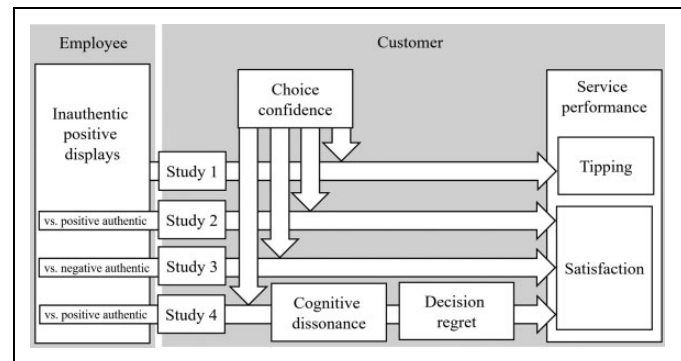 Employee
Customer
Inauthentic
positive
displays
Choice
confidence
Service
performance
Study 1
Tipping
vs. positive authentic
Study 2
vs. negative authentic
Study 3
Satisfaction
vs. positive authentic
Study 4
Cognitive
dissonance
Decision
regret